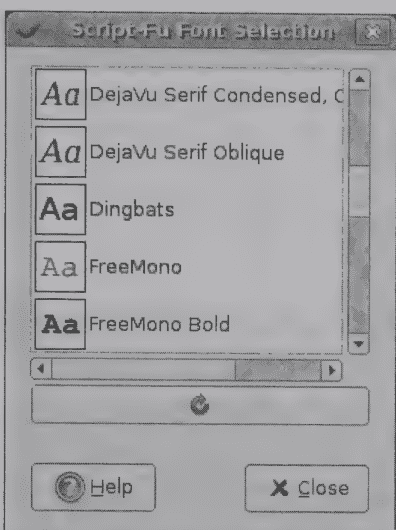 Script-Fu Font Selection
Aa DejaVu Serif Condensed, C
Aa DejaVu Serif Oblique
Aa Dingbats
Aa FreeMono
Aa FreeMono Bold
Help
Close